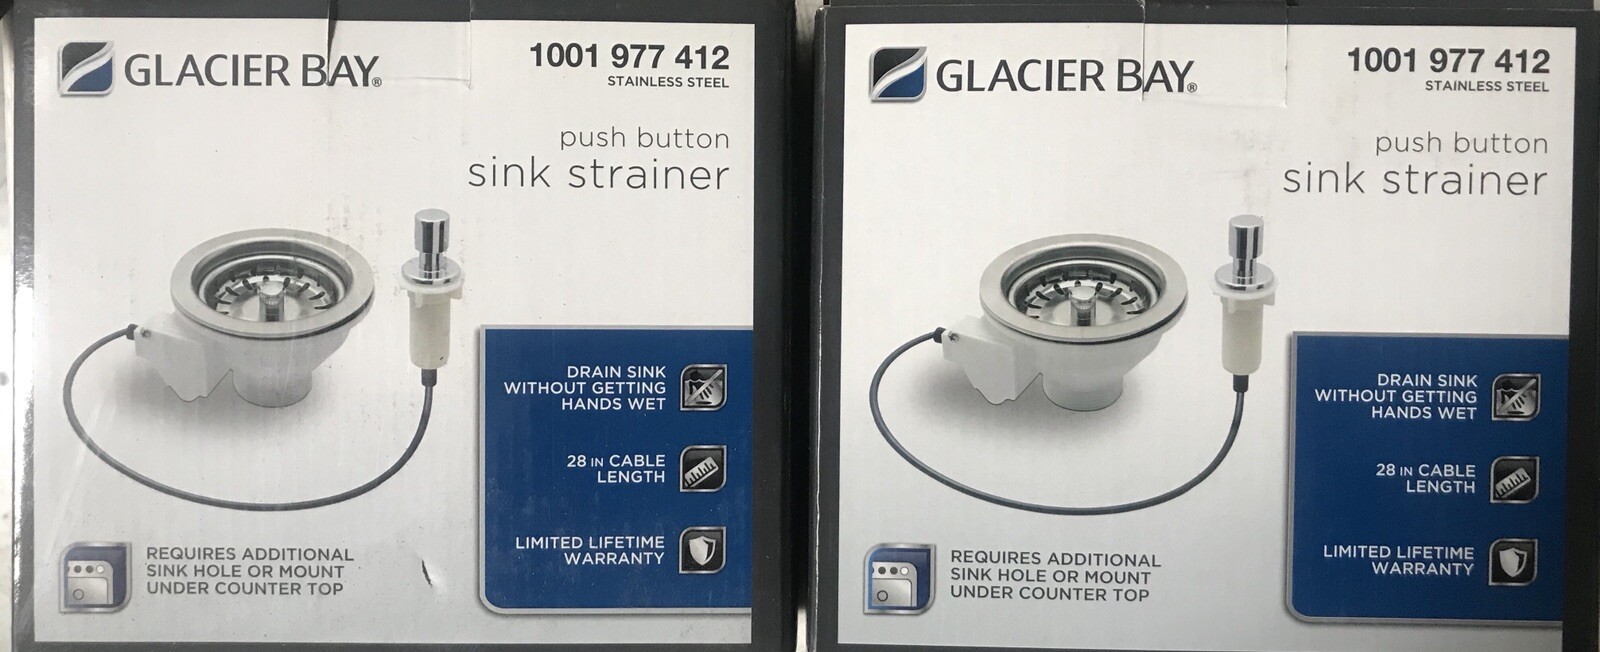 GLACIER BAY®
1001 977 412
STAINLESS STEEL
push button
sink strainer
DRAIN SINK
WITHOUT GETTING
HANDS WET
28 IN CABLE
LENGTH
LIMITED LIFETIME
WARRANTY
REQUIRES ADDITIONAL
SINK HOLE OR MOUNT
UNDER COUNTER TOP
GLACIER BAY®
1001 977 412
STAINLESS STEEL
push button
sink strainer
DRAIN SINK
WITHOUT GETTING
HANDS WET
28 IN CABLE
LENGTH
LIMITED LIFETIME
WARRANTY
REQUIRES ADDITIONAL
SINK HOLE OR MOUNT
UNDER COUNTER TOP